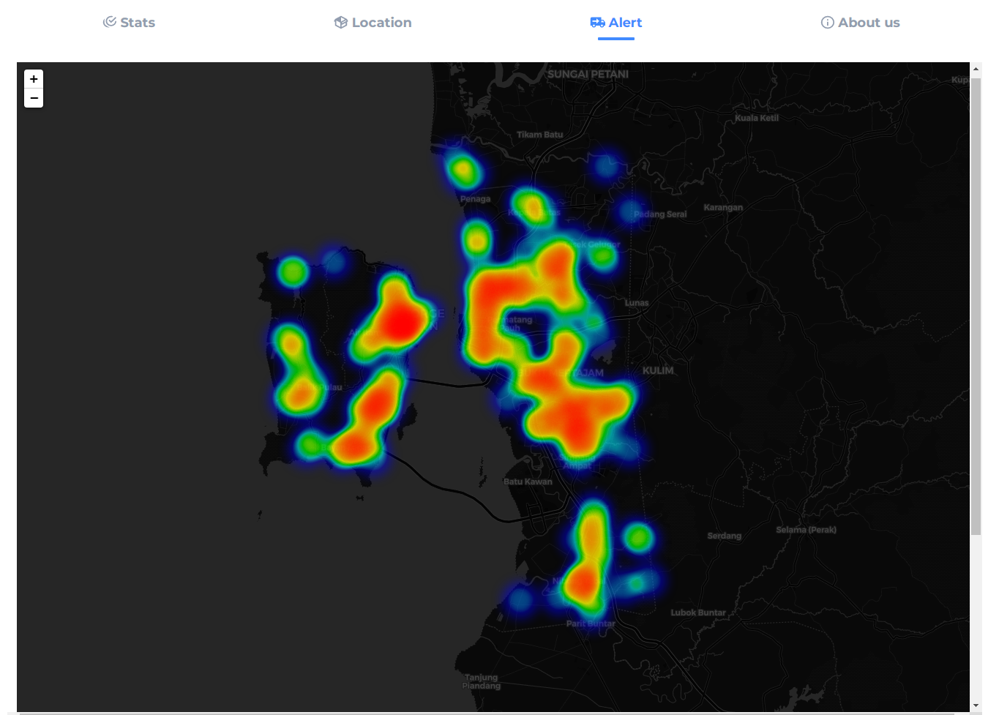 Stats
Location
Alert
About us
+
−
SUNGAI PETANI
Kuala Ketil
Tikam Batu
Penaga
Karangan
Padang Serai
Lunas
KULIM
Batu Kawan
Ampat
Selama (Perak)
Serdang
Lubok Buntar
Parit Buntar
Tanjung
Piandang